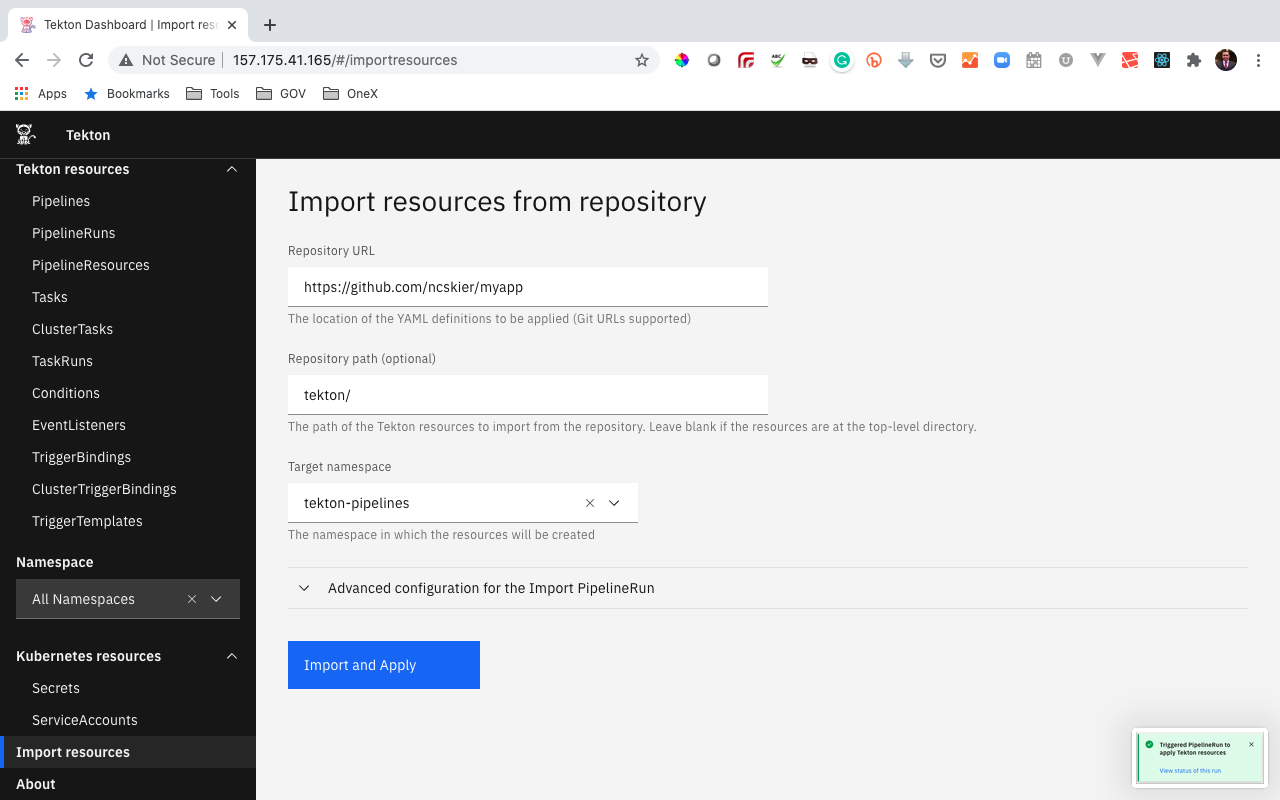 Tekton Dashboard | Import reso
Not Secure | 157.175.41.165/#/importresources
ABC
Apps Bookmarks Tools GOV OneX
Tekton
Tekton resources
Pipelines
PipelineRuns
PipelineResources
Tasks
ClusterTasks
TaskRuns
Conditions
EventListeners
TriggerBindings
ClusterTriggerBindings
TriggerTemplates
Namespace
All Namespaces
Kubernetes resources
Secrets
ServiceAccounts
Import resources
About
Import resources from repository
Repository URL
https://github.com/ncskier/myapp
The location of the YAML definitions to be applied (Git URLs supported)
Repository path (optional)
tekton/
The path of the Tekton resources to import from the repository. Leave blank if the resources are at the top-level directory.
Target namespace
tekton-pipelines
The namespace in which the resources will be created
Advanced configuration for the Import PipelineRun
Import and Apply
Triggered PipelineRun to
apply Tekton resources
View status of this run